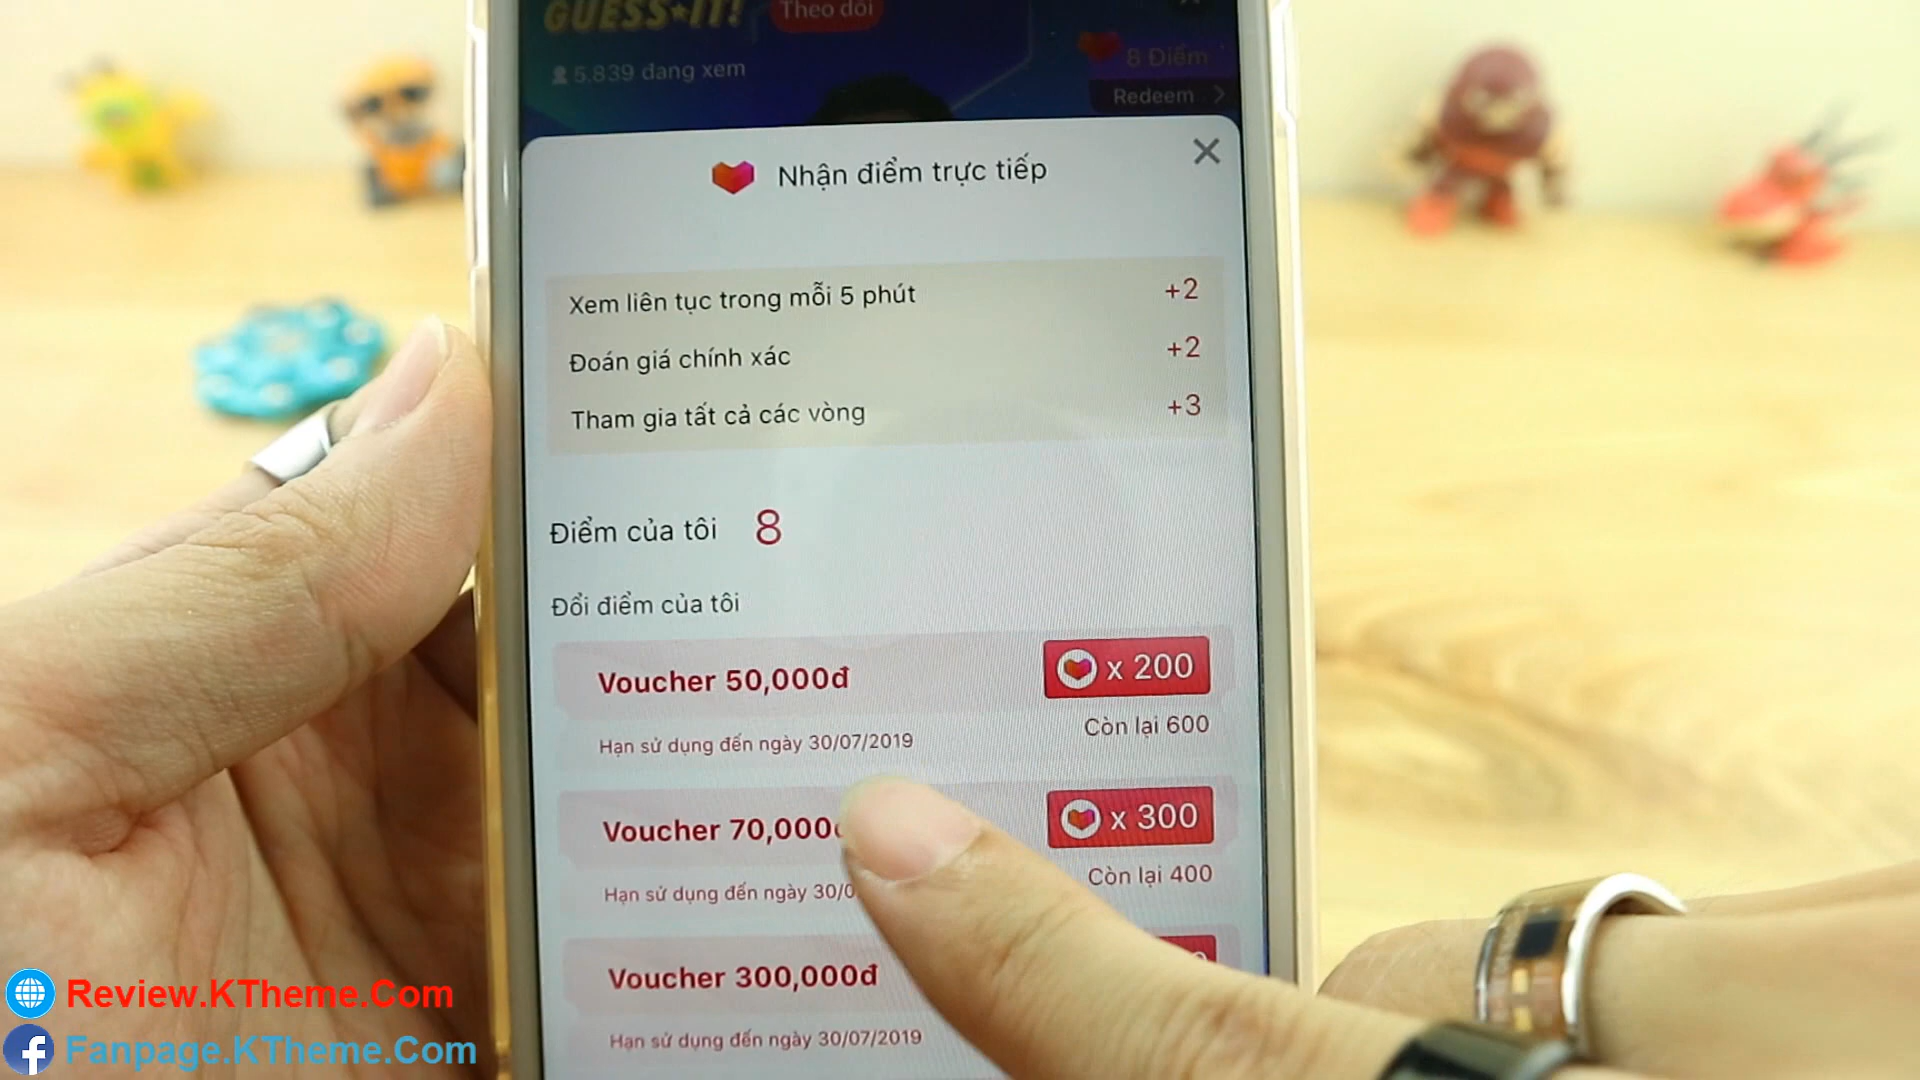 GUESS★IT!
Theo dõi
5.839 đang xem
8 Điểm
Redeem >
Nhận điểm trực tiếp
Xem liên tục trong mỗi 5 phút +2
Đoán giá chính xác +2
Tham gia tất cả các vòng +3
Điểm của tôi 8
Đổi điểm của tôi
Voucher 50,000đ x 200
Hạn sử dụng đến ngày 30/07/2019 Còn lại 600
Voucher 70,000đ x 300
Hạn sử dụng đến ngày 30/0 Còn lại 400
Voucher 300,000đ
Hạn sử dụng đến ngày 30/07/2019
Review.KTheme.Com
Fanpage.KTheme.Com